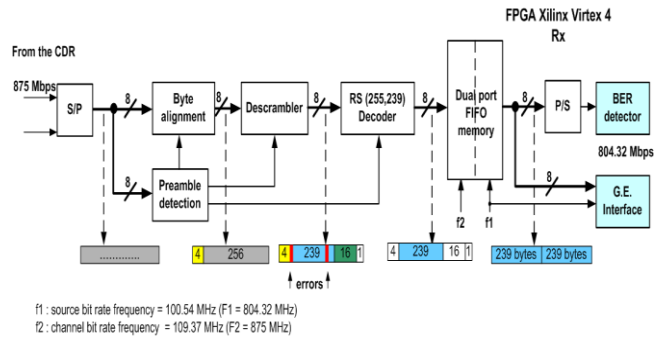 FPGA Xilinx Virtex 4
Rx
From the CDR
875 Mbps
S/P
8
Byte
alignment
8
Descrambler
8
RS (255,239)
Decoder
8
Dual port
FIFO
memory
8
P/S
BER
detector
804.32 Mbps
8
Preamble
detection
8
G.E.
Interface
f2
f1
.............
4 256
4 239 16 1
4 239 16 1
239 bytes 239 bytes
errors
f1 : source bit rate frequency = 100.54 MHz (F1 = 804.32 MHz)
f2 : channel bit rate frequency = 109.37 MHz (F2 = 875 MHz)